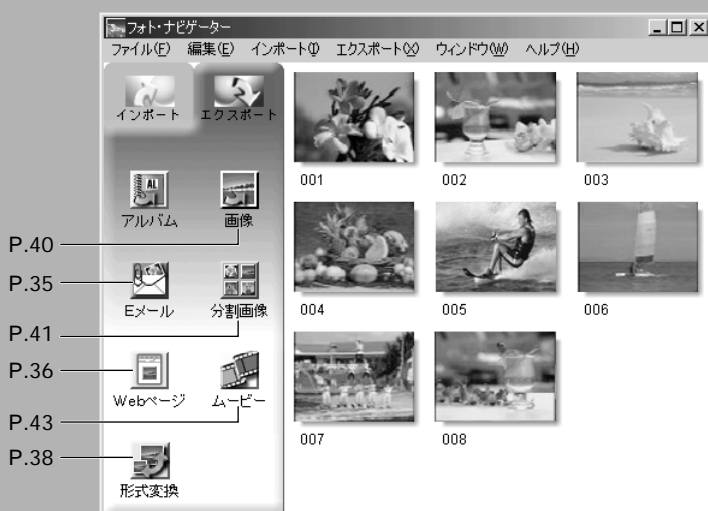 フォト・ナビゲーター
ファイル(F) 編集(E) インポート(I) エクスポート(X) ウィンドウ(W) ヘルプ(H)
インポート エクスポート
001 002 003
アルバム 画像
P.40
004 005 006
P.35
Eメール 分割画像
P.41
P.36
Webページ ムービー
P.43
007 008
P.38
形式変換